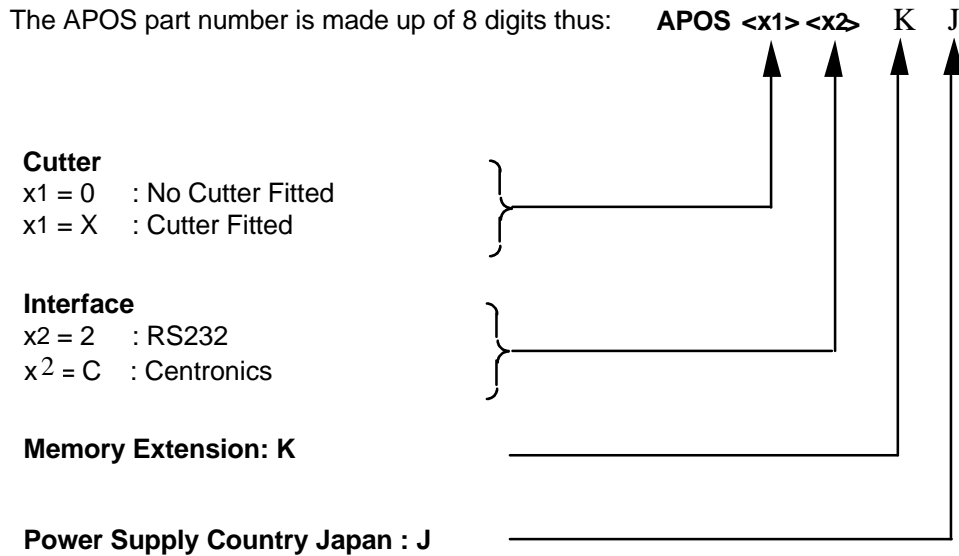 The APOS part number is made up of 8 digits thus: APOS <x1> <x2> K J
Cutter
x1 = 0 : No Cutter Fitted
x1 = X : Cutter Fitted
Interface
x2 = 2 : RS232
x2 = C : Centronics
Memory Extension: K
Power Supply Country Japan : J